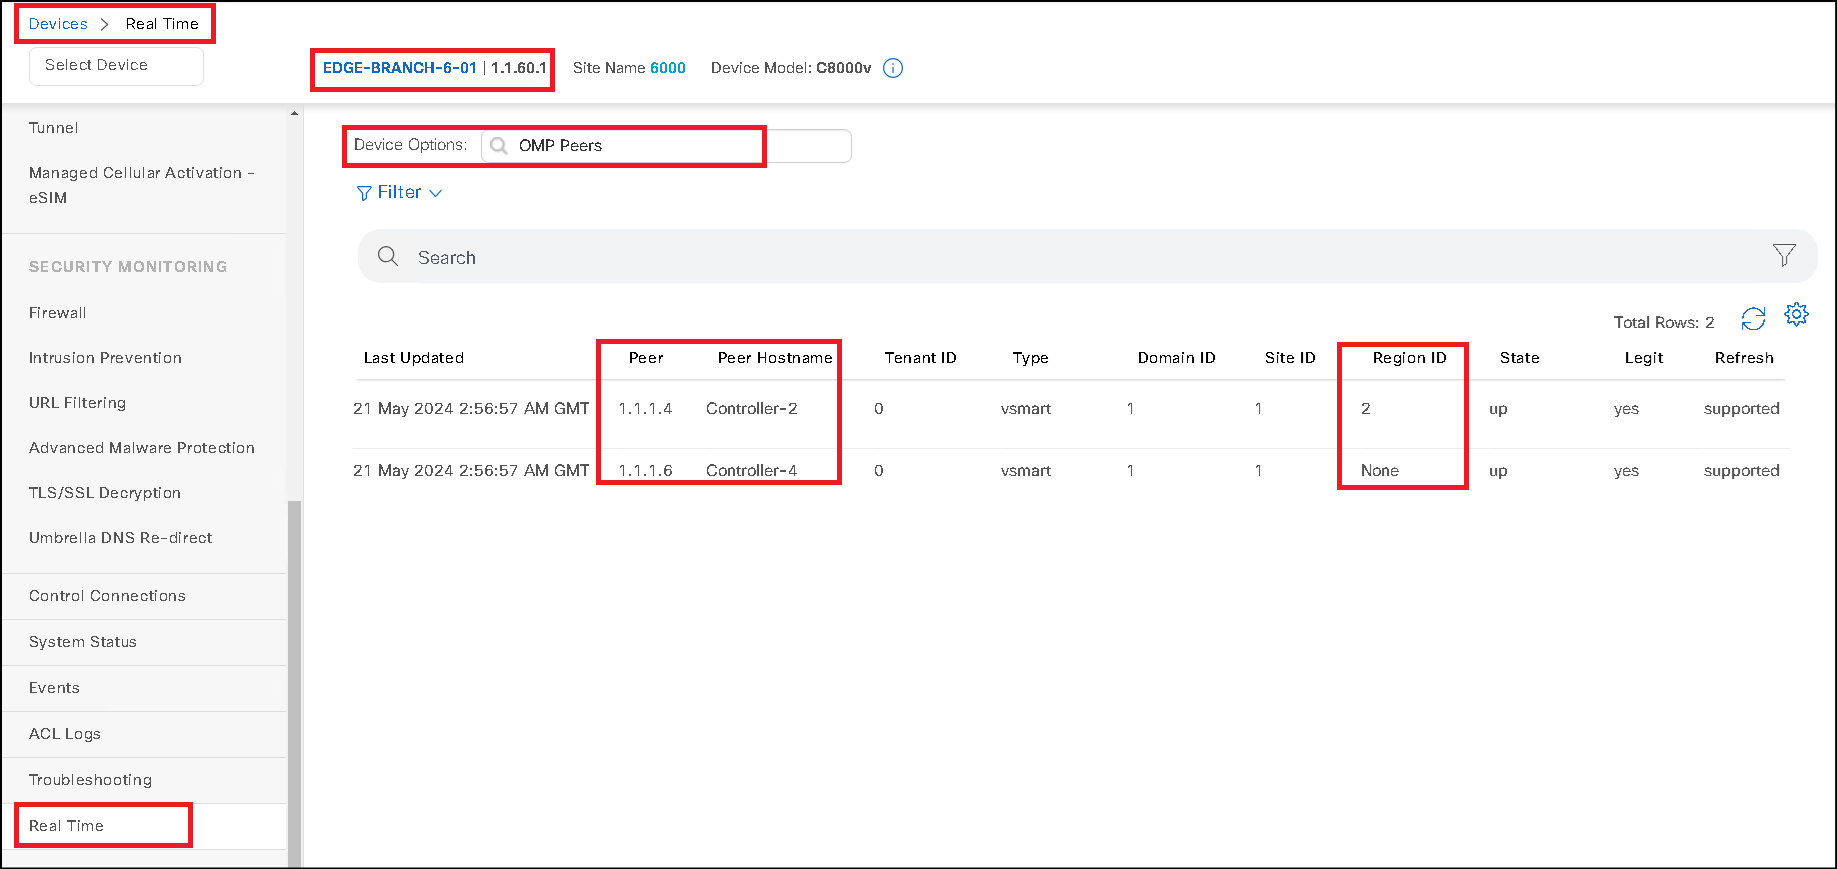 Devices > Real Time
Select Device
EDGE-BRANCH-6-01 | 1.1.60.1 Site Name 6000 Device Model: C8000v
Tunnel
Managed Cellular Activation -
eSIM
SECURITY MONITORING
Firewall
Intrusion Prevention
URL Filtering
Advanced Malware Protection
TLS/SSL Decryption
Umbrella DNS Re-direct
Control Connections
System Status
Events
ACL Logs
Troubleshooting
Real Time
Device Options: OMP Peers
Filter
Search
Total Rows: 2
Last Updated Peer Peer Hostname Tenant ID Type Domain ID Site ID Region ID State Legit Refresh
21 May 2024 2:56:57 AM GMT 1.1.1.4 Controller-2 0 vsmart 1 1 2 up yes supported
21 May 2024 2:56:57 AM GMT 1.1.1.6 Controller-4 0 vsmart 1 1 None up yes supported